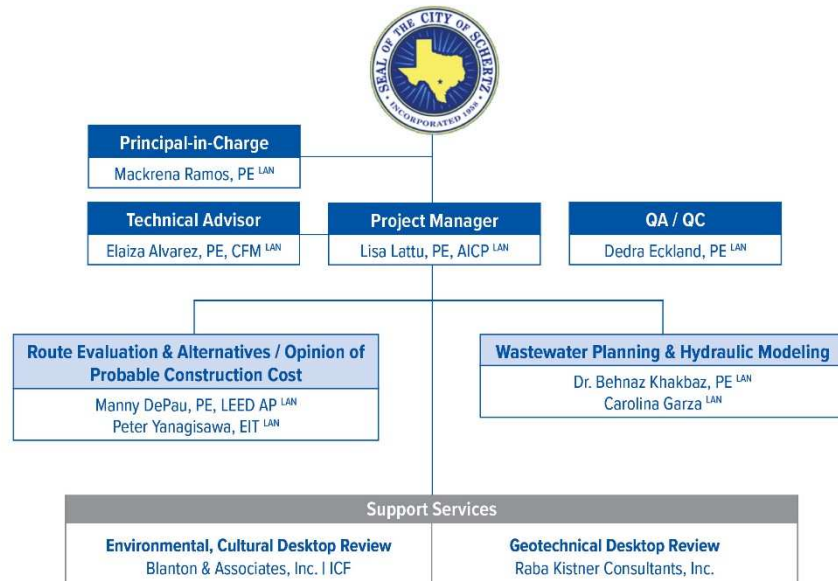 SEAL OF THE CITY OF SCHERTZ
INCORPORATED 1958
Principal-in-Charge
Mackrena Ramos, PE LAN
Technical Advisor
Elaiza Alvarez, PE, CFM LAN
Project Manager
Lisa Lattu, PE, AICP LAN
QA / QC
Dedra Eckland, PE LAN
Route Evaluation & Alternatives / Opinion of
Probable Construction Cost
Manny DePau, PE, LEED AP LAN
Peter Yanagisawa, EIT LAN
Wastewater Planning & Hydraulic Modeling
Dr. Behnaz Khakbaz, PE LAN
Carolina Garza LAN
Support Services
Environmental, Cultural Desktop Review
Blanton & Associates, Inc. | ICF
Geotechnical Desktop Review
Raba Kistner Consultants, Inc.